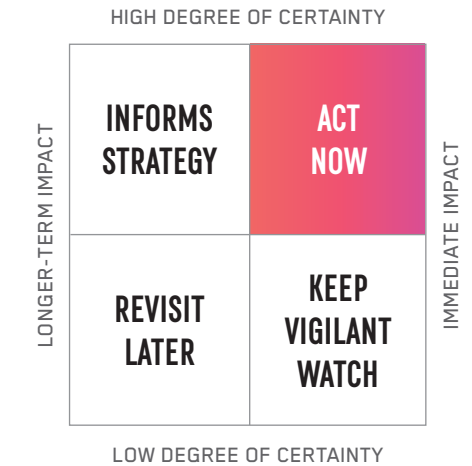 HIGH DEGREE OF CERTAINTY
LONGER-TERM IMPACT
INFORMS
STRATEGY
ACT
NOW
IMMEDIATE IMPACT
REVISIT
LATER
KEEP
VIGILANT
WATCH
LOW DEGREE OF CERTAINTY